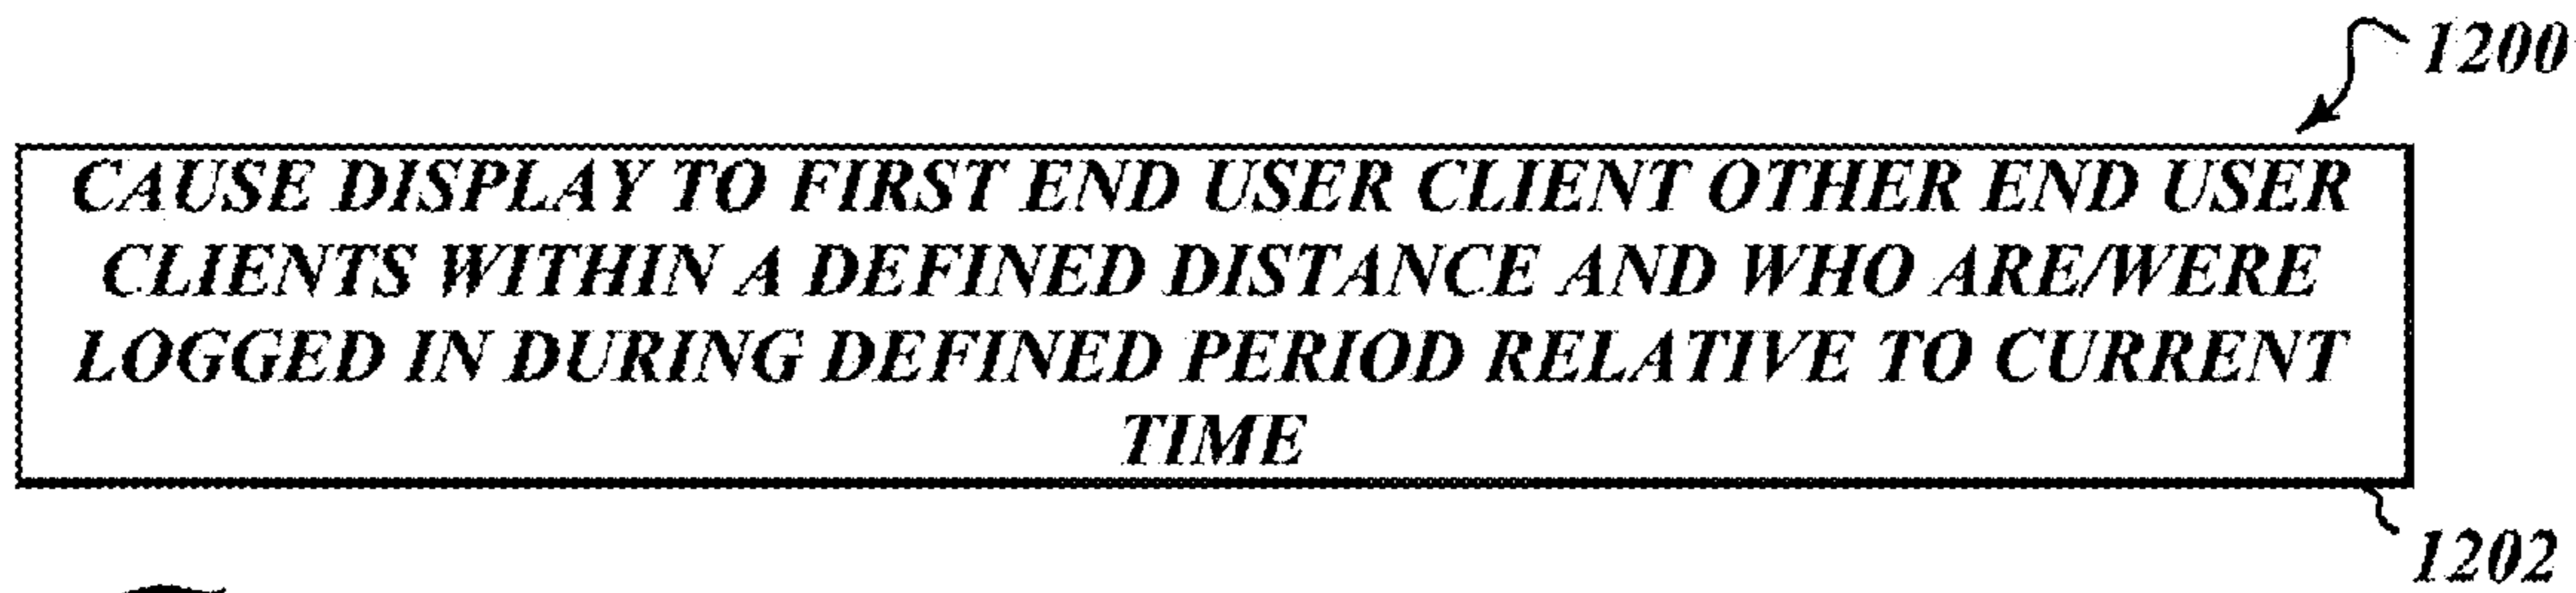 1200
CAUSE DISPLAY TO FIRST END USER CLIENT OTHER END USER
CLIENTS WITHIN A DEFINED DISTANCE AND WHO ARE/WERE
LOGGED IN DURING DEFINED PERIOD RELATIVE TO CURRENT
TIME
1202